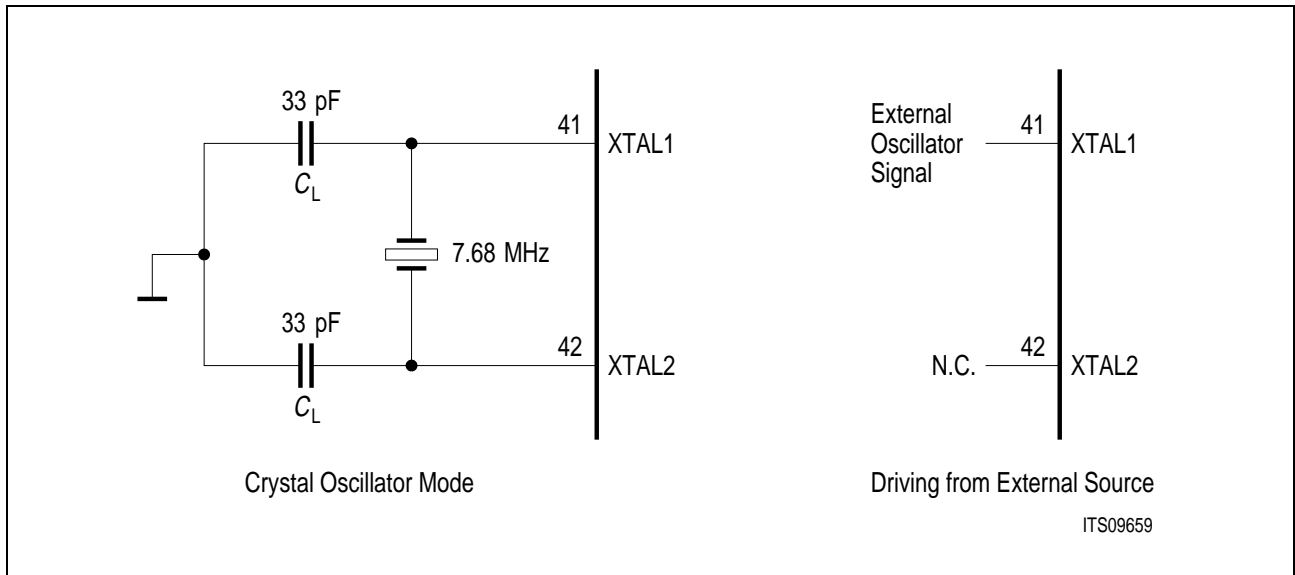 33 pF
41
XTAL1
C_L
7.68 MHz
33 pF
42
XTAL2
C_L
Crystal Oscillator Mode
External
Oscillator
Signal
41
XTAL1
N.C.
42
XTAL2
Driving from External Source
ITS09659